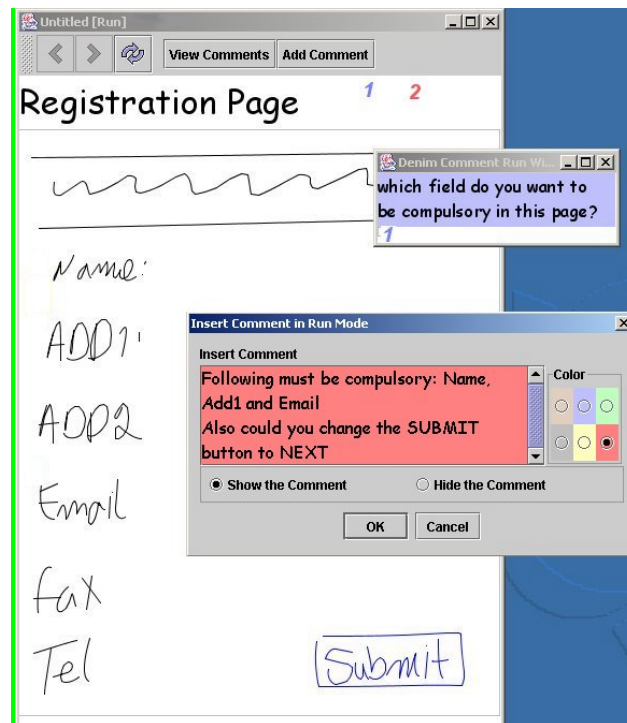 Untitled [Run]
View Comments Add Comment
Registration Page 1 2
Denim Comment Run Wi...
which field do you want to
be compulsory in this page?
1
Name:
Insert Comment in Run Mode
Insert Comment
Color
Following must be compulsory: Name,
Add1 and Email
Also could you change the SUBMIT
button to NEXT
Show the Comment Hide the Comment
OK Cancel
ADD1:
ADD2
Email
fax
Tel
Submit